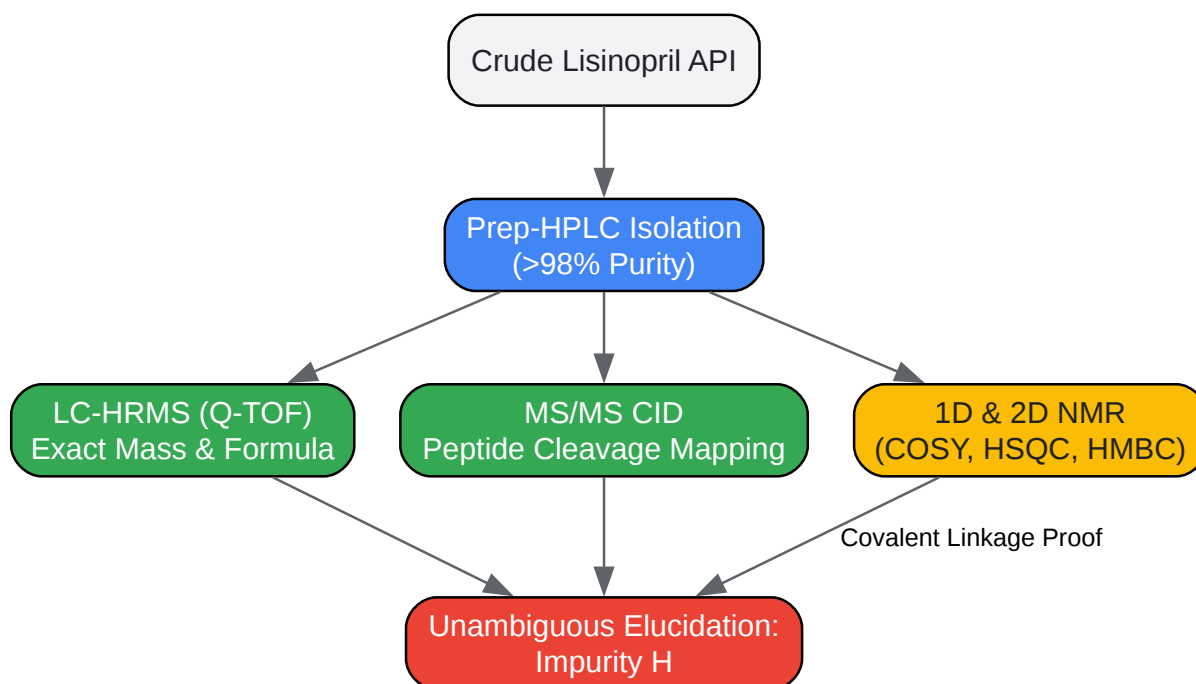 Crude Lisinopril API
Prep-HPLC Isolation
(>98% Purity)
LC-HRMS (Q-TOF)
Exact Mass & Formula
MS/MS CID
Peptide Cleavage Mapping
1D & 2D NMR
(COSY, HSQC, HMBC)
Covalent Linkage Proof
Unambiguous Elucidation:
Impurity H